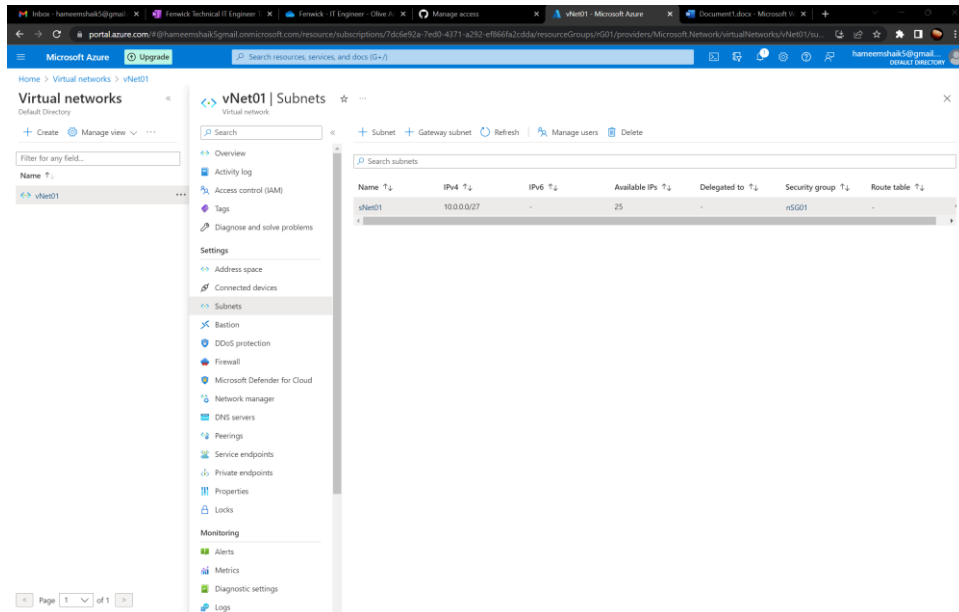 Inbox - hameemshaik5@gmail
Fenwick Technical IT Engineer
Fenwick - IT Engineer - Olive
Manage access
vNet01 - Microsoft Azure
Document1.docx - Microsoft
portal.azure.com/#@hameemshaik5gmail.onmicrosoft.com/resource/subscriptions/7dc6e92a-7ed0-4371-a292-ef866fa2cdda/resourceGroups/rG01/providers/Microsoft.Network/virtualNetworks/vNet01/su...
Microsoft Azure
Upgrade
Search resources, services, and docs (G+/)
1
hameemshaik5@gmail...
DEFAULT DIRECTORY
Home > Virtual networks > vNet01
Virtual networks
Default Directory
+ Create
Manage view
Filter for any field...
Name ↑
vNet01
Page 1 of 1
vNet01 | Subnets
Virtual network
Search
Overview
Activity log
Access control (IAM)
Tags
Diagnose and solve problems
Settings
Address space
Connected devices
Subnets
Bastion
DDoS protection
Firewall
Microsoft Defender for Cloud
Network manager
DNS servers
Peerings
Service endpoints
Private endpoints
Properties
Locks
Monitoring
Alerts
Metrics
Diagnostic settings
Logs
+ Subnet + Gateway subnet Refresh Manage users Delete
Search subnets
Name ↑↓ IPv4 ↑↓ IPv6 ↑↓ Available IPs ↑↓ Delegated to ↑↓ Security group ↑↓ Route table ↑↓
sNet01 10.0.0.0/27 - 25 - nSG01 -